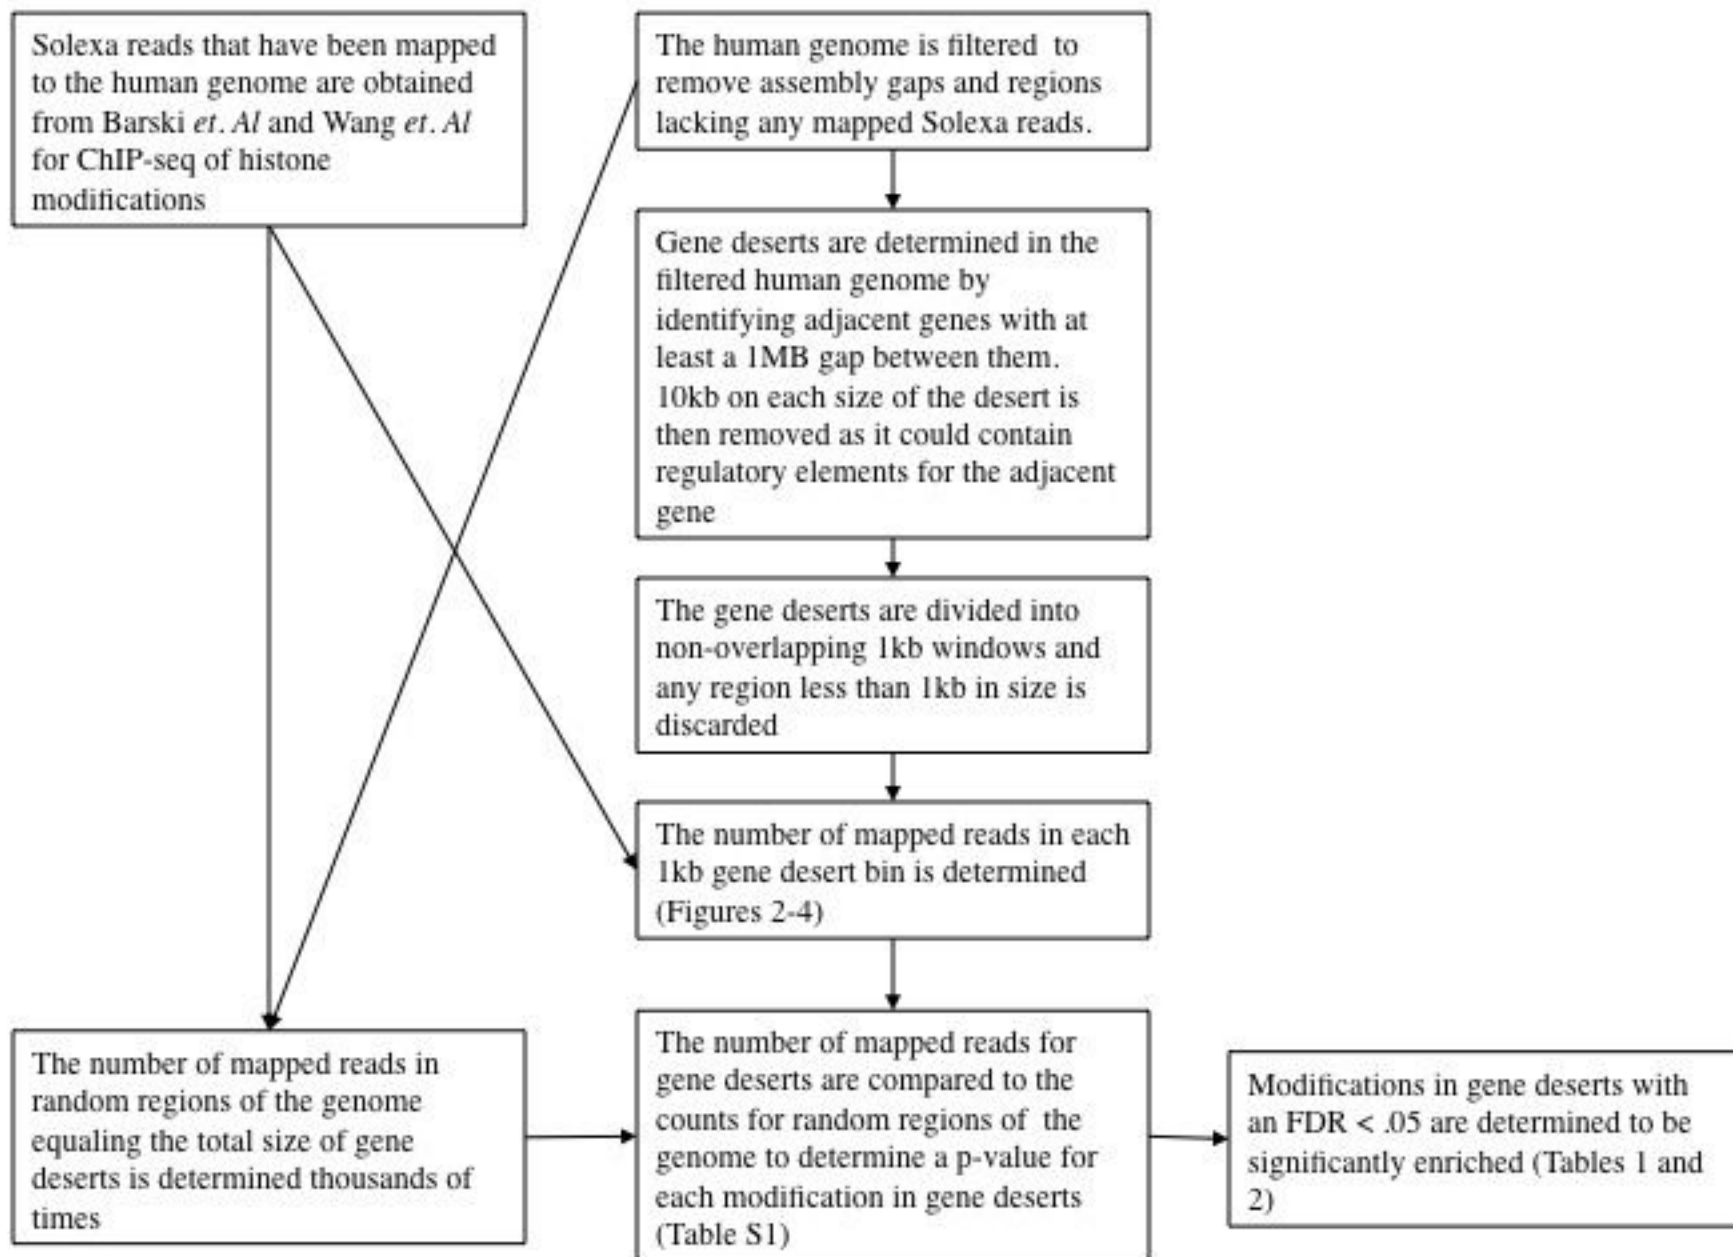 Solexa reads that have been mapped
to the human genome are obtained
from Barski et. Al and Wang et. Al
for ChIP-seq of histone
modifications
The human genome is filtered to
remove assembly gaps and regions
lacking any mapped Solexa reads.
Gene deserts are determined in the
filtered human genome by
identifying adjacent genes with at
least a 1MB gap between them.
10kb on each size of the desert is
then removed as it could contain
regulatory elements for the adjacent
gene
The gene deserts are divided into
non-overlapping 1kb windows and
any region less than 1kb in size is
discarded
The number of mapped reads in each
1kb gene desert bin is determined
(Figures 2-4)
The number of mapped reads in
random regions of the genome
equaling the total size of gene
deserts is determined thousands of
times
The number of mapped reads for
gene deserts are compared to the
counts for random regions of the
genome to determine a p-value for
each modification in gene deserts
(Table S1)
Modifications in gene deserts with
an FDR < .05 are determined to be
significantly enriched (Tables 1 and
2)